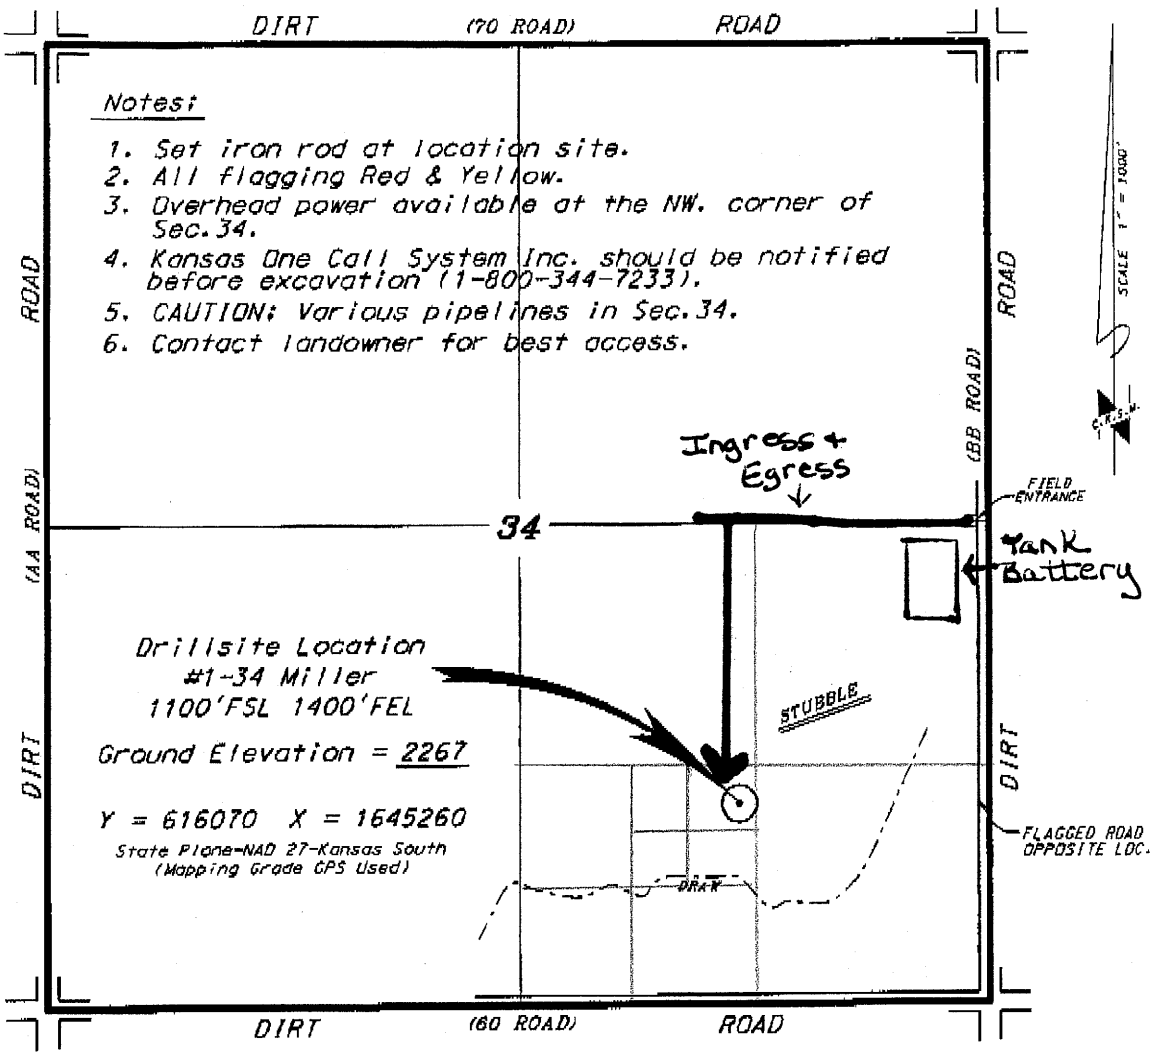 DIRT (70 ROAD) ROAD
Notes:
1. Set iron rod at location site.
2. All flagging Red & Yellow.
3. Overhead power available at the NW. corner of
Sec.34.
4. Kansas One Call System Inc. should be notified
before excavation (1-800-344-7233).
5. CAUTION: Various pipelines in Sec.34.
6. Contact landowner for best access.
ROAD
(AA ROAD)
DIRT
ROAD
(BB ROAD)
DIRT
SCALE 1" = 1000'
C.K.S.M.
Ingress +
Egress
FIELD
ENTRANCE
34
Tank
Battery
Drillsite Location
#1-34 Miller
1100'FSL 1400'FEL
Ground Elevation = 2267
Y = 616070 X = 1645260
State Plane-NAD 27-Kansas South
(Mapping Grade GPS Used)
STUBBLE
FLAGGED ROAD
OPPOSITE LOC.
DRAW
DIRT (60 ROAD) ROAD